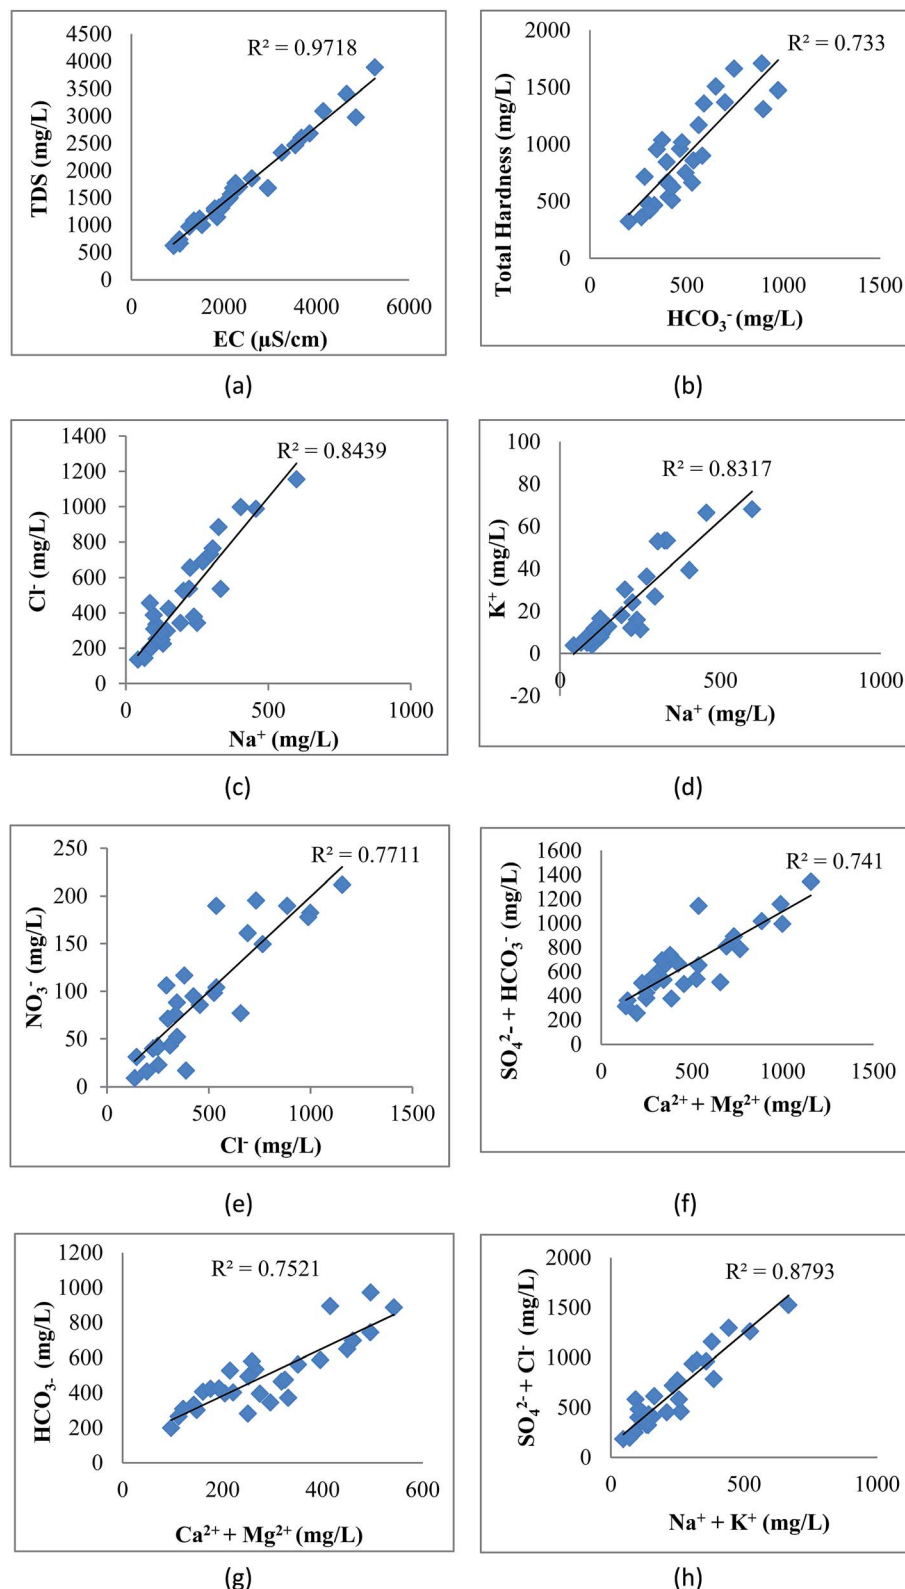 R² = 0.9718
4500
4000
3500
3000
2500
2000
1500
1000
500
0
TDS (mg/L)
0 2000 4000 6000
EC (µS/cm)
(a)
R² = 0.733
2000
1500
1000
500
0
Total Hardness (mg/L)
0 500 1000 1500
HCO₃⁻ (mg/L)
(b)
R² = 0.8439
1400
1200
1000
800
600
400
200
0
Cl⁻ (mg/L)
0 500 1000
Na⁺ (mg/L)
(c)
R² = 0.8317
100
80
60
40
20
0
-20
K⁺ (mg/L)
0 500 1000
Na⁺ (mg/L)
(d)
R² = 0.7711
250
200
150
100
50
0
NO₃⁻ (mg/L)
0 500 1000 1500
Cl⁻ (mg/L)
(e)
R² = 0.741
1600
1400
1200
1000
800
600
400
200
0
SO₄²⁻ + HCO₃⁻ (mg/L)
0 500 1000 1500
Ca²⁺ + Mg²⁺ (mg/L)
(f)
R² = 0.7521
1200
1000
800
600
400
200
0
HCO₃₋ (mg/L)
0 200 400 600
Ca²⁺ + Mg²⁺ (mg/L)
(g)
R² = 0.8793
2000
1500
1000
500
0
SO₄²⁻ + Cl⁻ (mg/L)
0 500 1000
Na⁺ + K⁺ (mg/L)
(h)